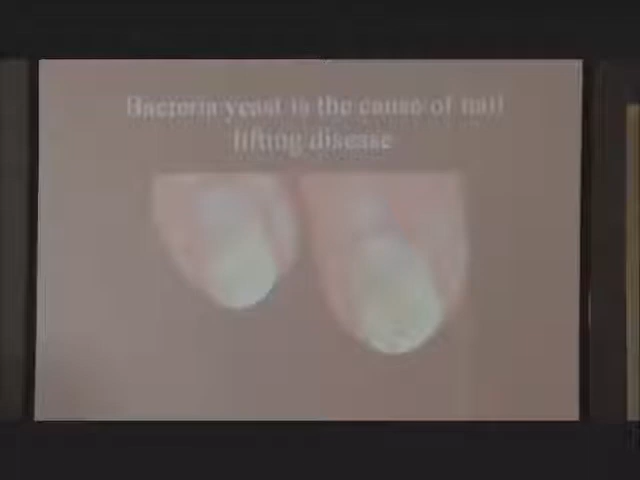 Bacteria yeast is the cause of nail
lifting disease